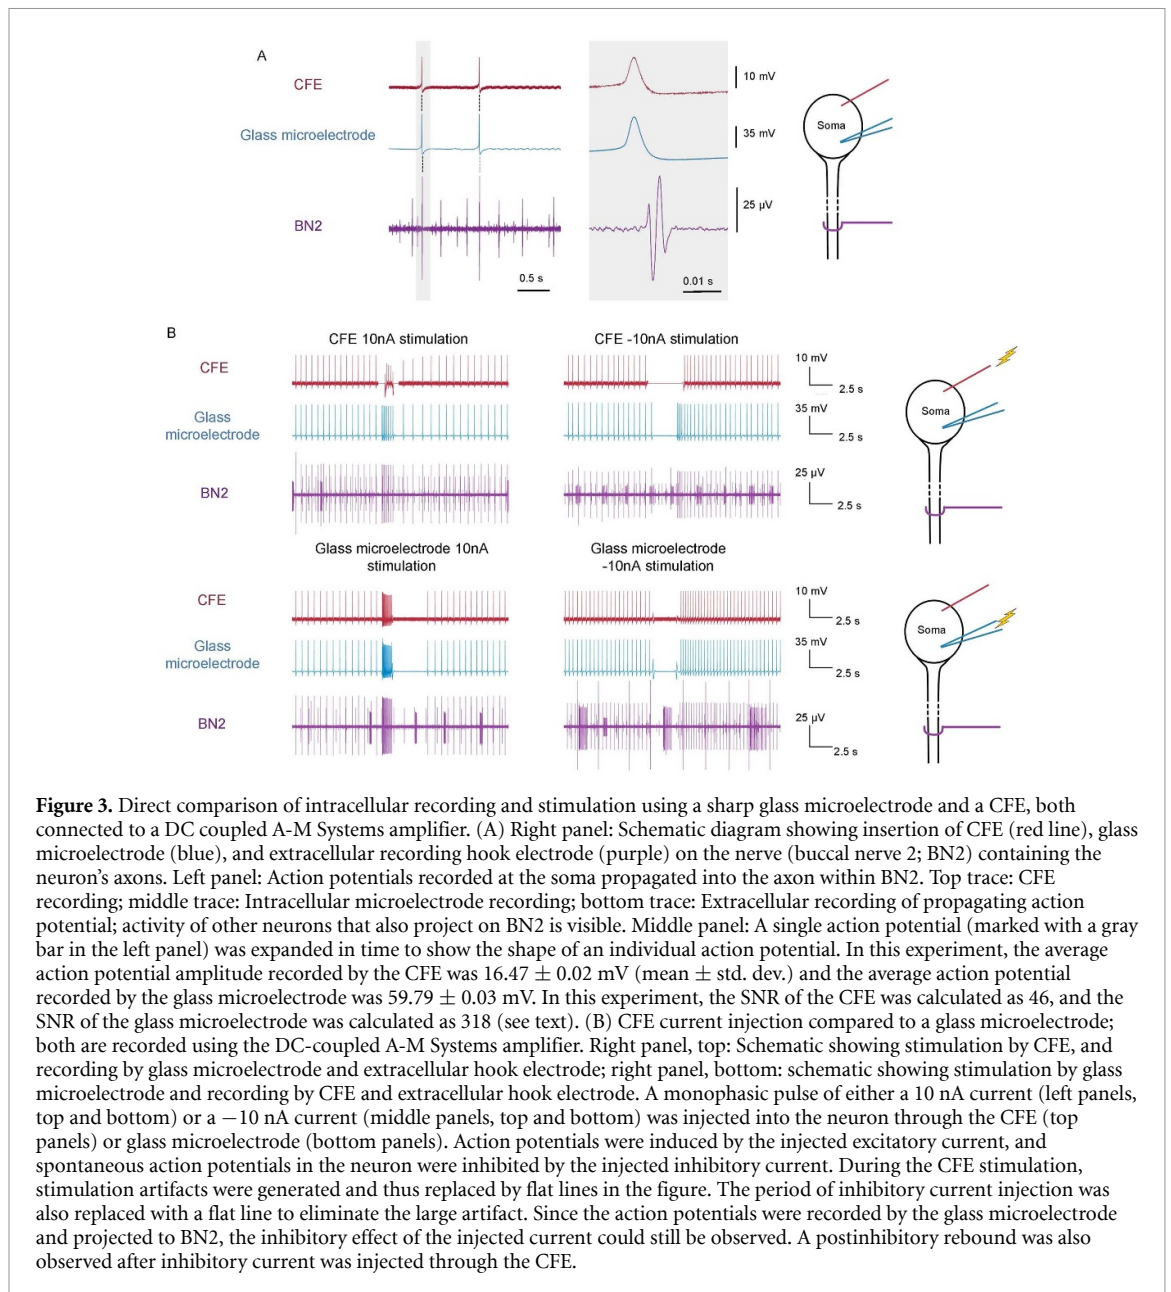 A
CFE
10 mV
Glass microelectrode
35 mV
Soma
BN2
25 µV
0.5 s
0.01 s
B
CFE 10nA stimulation
CFE -10nA stimulation
CFE
10 mV
2.5 s
Glass
microelectrode
35 mV
2.5 s
Soma
BN2
25 µV
2.5 s
Glass microelectrode 10nA
stimulation
Glass microelectrode
-10nA stimulation
CFE
10 mV
2.5 s
Glass
microelectrode
35 mV
2.5 s
Soma
BN2
25 µV
2.5 s
Figure 3. Direct comparison of intracellular recording and stimulation using a sharp glass microelectrode and a CFE, both
connected to a DC coupled A-M Systems amplifier. (A) Right panel: Schematic diagram showing insertion of CFE (red line), glass
microelectrode (blue), and extracellular recording hook electrode (purple) on the nerve (buccal nerve 2; BN2) containing the
neuron's axons. Left panel: Action potentials recorded at the soma propagated into the axon within BN2. Top trace: CFE
recording; middle trace: Intracellular microelectrode recording; bottom trace: Extracellular recording of propagating action
potential; activity of other neurons that also project on BN2 is visible. Middle panel: A single action potential (marked with a gray
bar in the left panel) was expanded in time to show the shape of an individual action potential. In this experiment, the average
action potential amplitude recorded by the CFE was 16.47 ± 0.02 mV (mean ± std. dev.) and the average action potential
recorded by the glass microelectrode was 59.79 ± 0.03 mV. In this experiment, the SNR of the CFE was calculated as 46, and the
SNR of the glass microelectrode was calculated as 318 (see text). (B) CFE current injection compared to a glass microelectrode;
both are recorded using the DC-coupled A-M Systems amplifier. Right panel, top: Schematic showing stimulation by CFE, and
recording by glass microelectrode and extracellular hook electrode; right panel, bottom: schematic showing stimulation by glass
microelectrode and recording by CFE and extracellular hook electrode. A monophasic pulse of either a 10 nA current (left panels,
top and bottom) or a −10 nA current (middle panels, top and bottom) was injected into the neuron through the CFE (top
panels) or glass microelectrode (bottom panels). Action potentials were induced by the injected excitatory current, and
spontaneous action potentials in the neuron were inhibited by the injected inhibitory current. During the CFE stimulation,
stimulation artifacts were generated and thus replaced by flat lines in the figure. The period of inhibitory current injection was
also replaced with a flat line to eliminate the large artifact. Since the action potentials were recorded by the glass microelectrode
and projected to BN2, the inhibitory effect of the injected current could still be observed. A postinhibitory rebound was also
observed after inhibitory current was injected through the CFE.